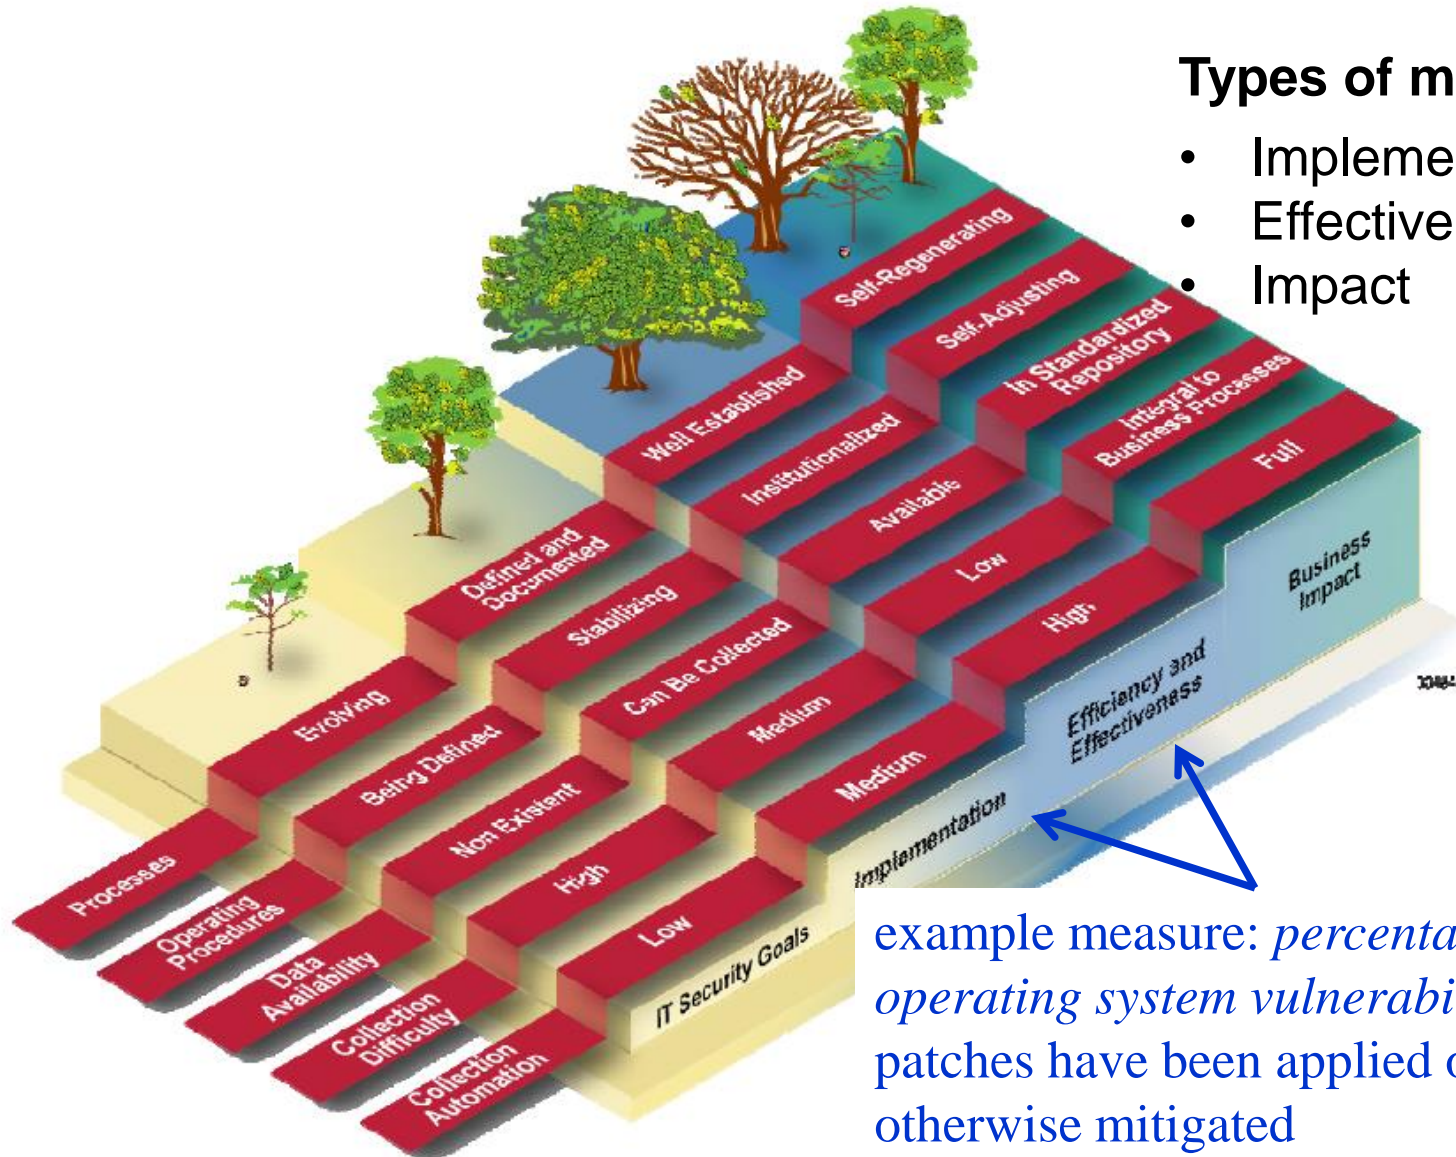 Types of m
• Impleme
• Effective
• Impact
Self-Regenerating
Self-Adjusting
In Standardized
Repository
Integral to
Business Processes
Full
Well Established
Institutionalized
Available
Low
High
Business
Impact
Defined and
Documented
Stabilizing
Can Be Collected
Medium
Medium
Efficiency and
Effectiveness
Evolving
Being Defined
Non Existent
High
Low
Implementation
Processes
Operating
Procedures
Data
Availability
Collection
Difficulty
Collection
Automation
IT Security Goals
example measure: percenta
operating system vulnerabi
patches have been applied o
otherwise mitigated